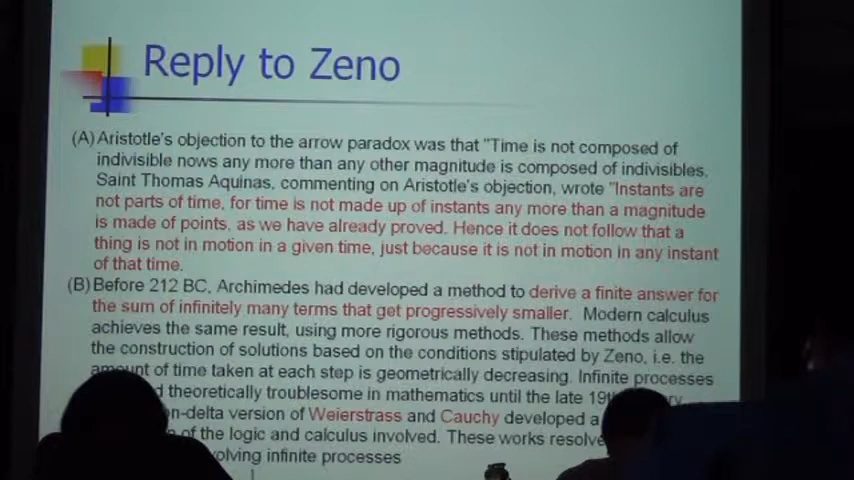 Reply to Zeno
(A) Aristotle's objection to the arrow paradox was that "Time is not composed of
indivisible nows any more than any other magnitude is composed of indivisibles.
Saint Thomas Aquinas, commenting on Aristotle's objection, wrote "Instants are
not parts of time, for time is not made up of instants any more than a magnitude
is made of points, as we have already proved. Hence it does not follow that a
thing is not in motion in a given time, just because it is not in motion in any instant
of that time.
(B) Before 212 BC, Archimedes had developed a method to derive a finite answer for
the sum of infinitely many terms that get progressively smaller. Modern calculus
achieves the same result, using more rigorous methods. These methods allow
the construction of solutions based on the conditions stipulated by Zeno, i.e. the
amount of time taken at each step is geometrically decreasing. Infinite processes
theoretically troublesome in mathematics until the late
version of Weierstrass and Cauchy developed a
of the logic and calculus involved. These works
infinite processes